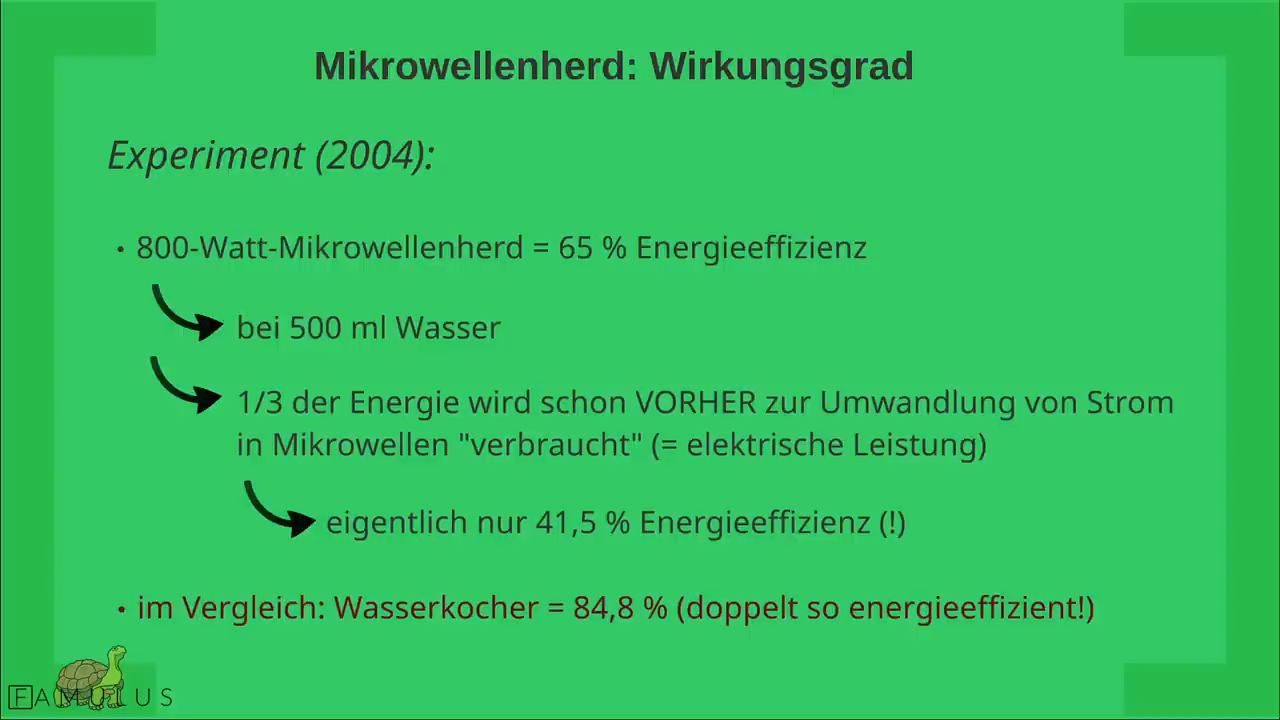 Mikrowellenherd: Wirkungsgrad
Experiment (2004):
• 800-Watt-Mikrowellenherd = 65 % Energieeffizienz
bei 500 ml Wasser
1/3 der Energie wird schon VORHER zur Umwandlung von Strom
in Mikrowellen "verbraucht" (= elektrische Leistung)
eigentlich nur 41,5 % Energieeffizienz (!)
• im Vergleich: Wasserkocher = 84,8 % (doppelt so energieeffizient!)
FAMULUS